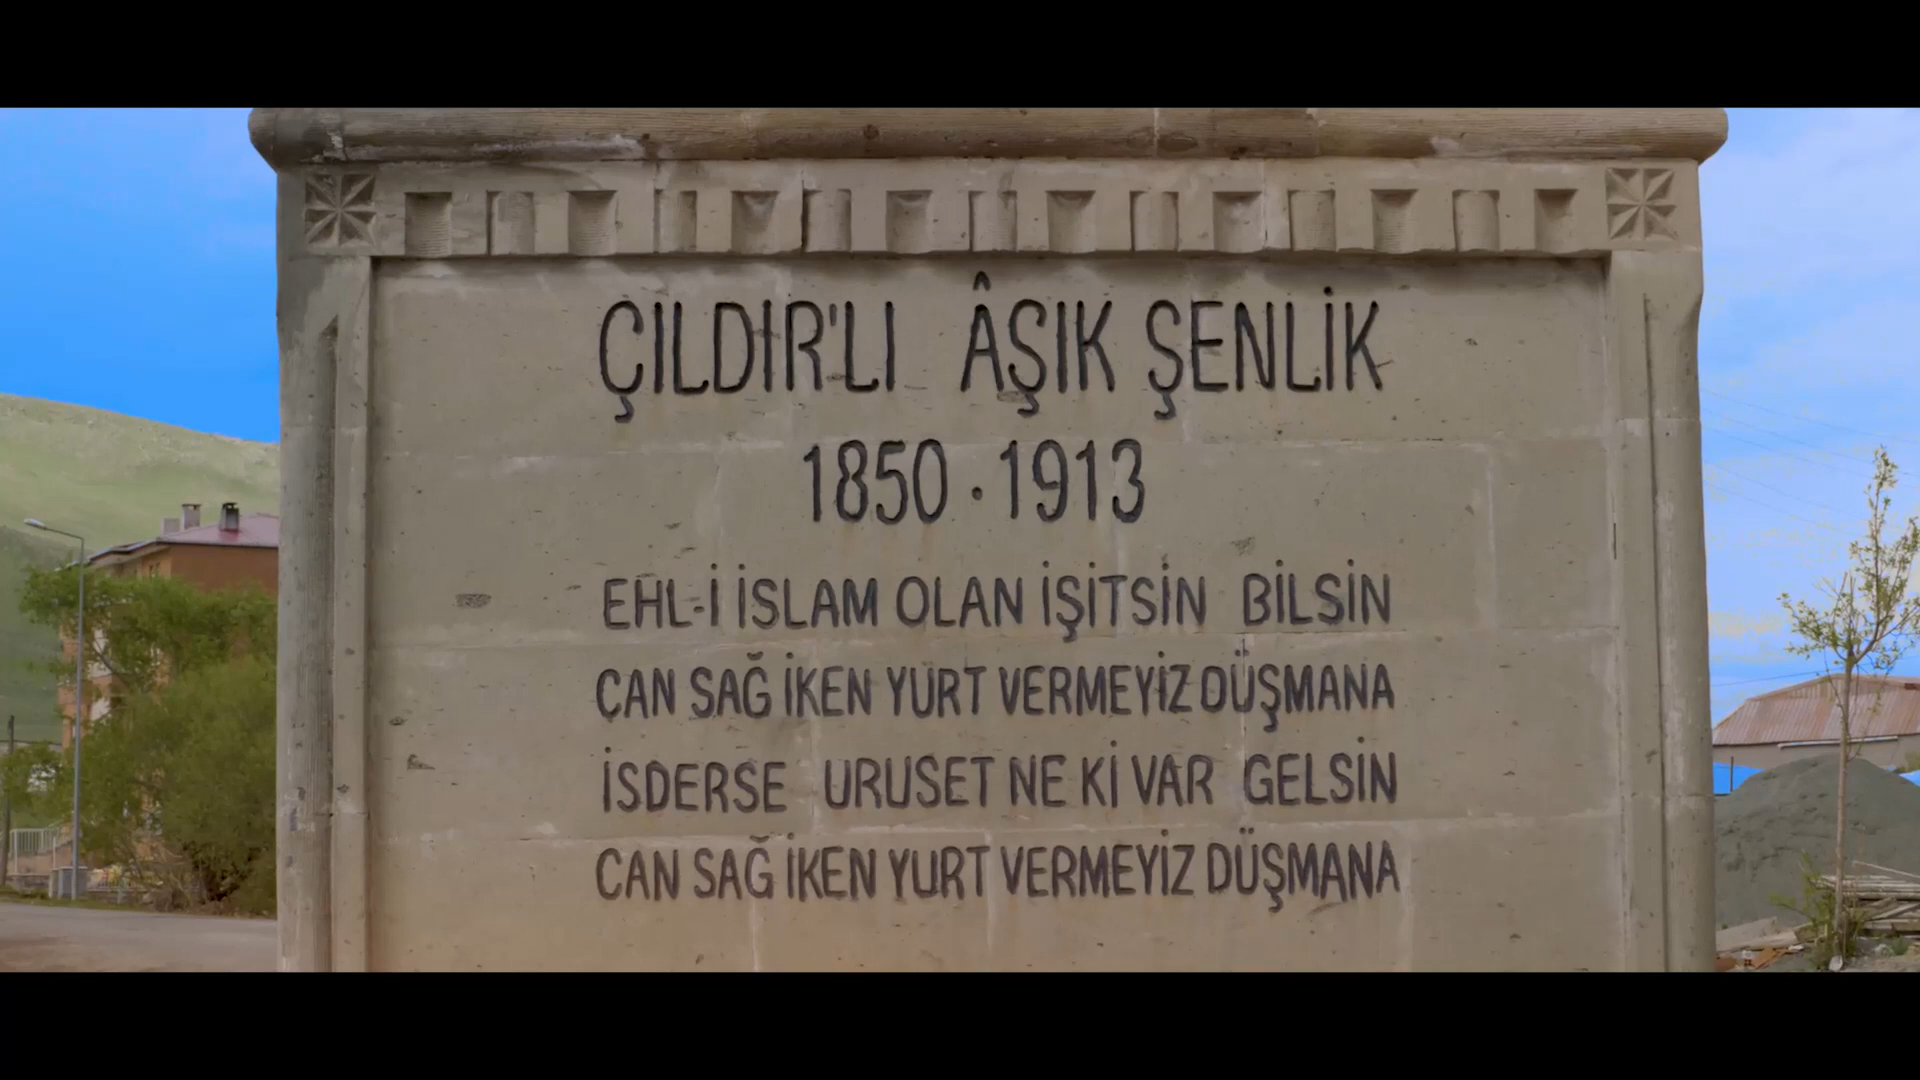 ÇILDIR'LI ÂŞIK ŞENLİK
1850 · 1913
EHL-İ İSLAM OLAN İŞİTSİN BİLSİN
CAN SAĞ İKEN YURT VERMEYİZ DÜŞMANA
İSDERSE URUSET NE Kİ VAR GELSİN
CAN SAĞ İKEN YURT VERMEYİZ DÜŞMANA